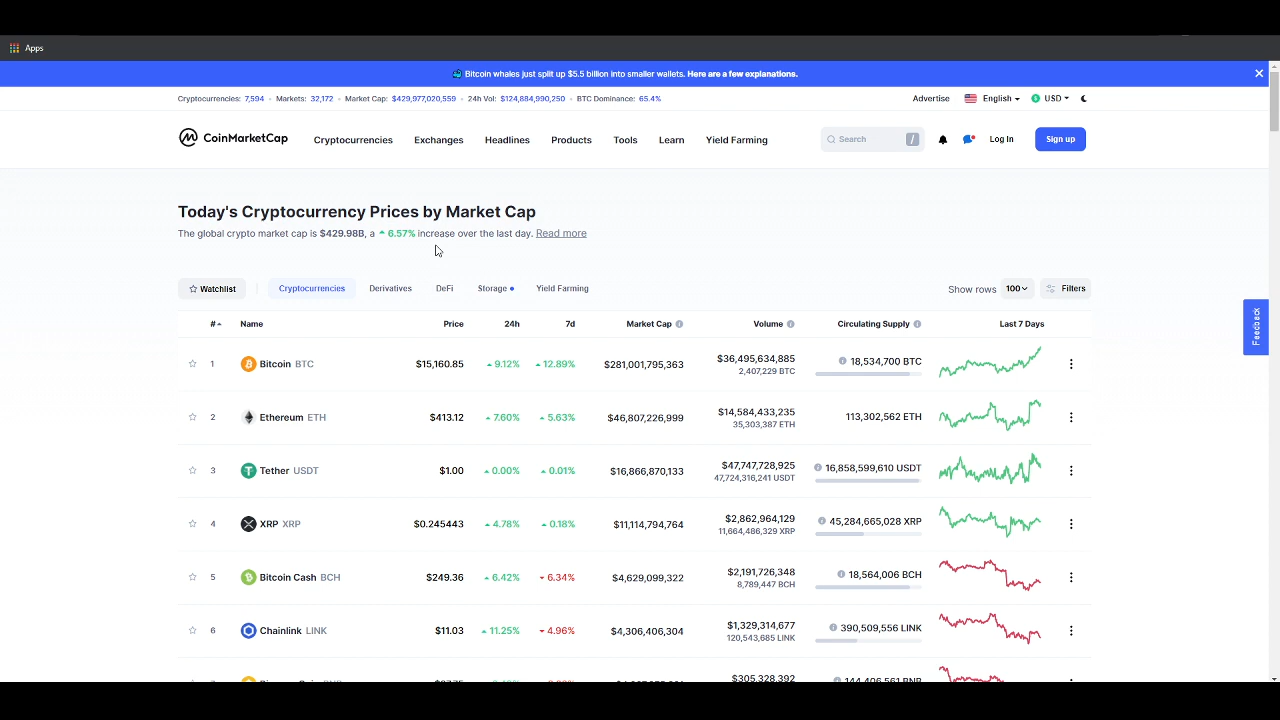 Apps
Bitcoin whales just split up $5.5 billion into smaller wallets. Here are a few explanations.
Cryptocurrencies: 7,594 • Markets: 32,172 • Market Cap: $429,977,020,559 • 24h Vol: $124,884,990,250 • BTC Dominance: 65.4%
Advertise English USD
CoinMarketCap Cryptocurrencies Exchanges Headlines Products Tools Learn Yield Farming Search / Log In Sign up
Today's Cryptocurrency Prices by Market Cap
The global crypto market cap is $429.98B, a 6.57% increase over the last day. Read more
Watchlist Cryptocurrencies Derivatives DeFi Storage Yield Farming Show rows 100 Filters
# Name Price 24h 7d Market Cap Volume Circulating Supply Last 7 Days
1 Bitcoin BTC $15,160.85 9.12% 12.89% $281,001,795,363 $36,495,634,885 18,534,700 BTC
2,407,229 BTC
2 Ethereum ETH $413.12 7.60% 5.63% $46,807,226,999 $14,584,433,235 113,302,562 ETH
35,303,387 ETH
3 Tether USDT $1.00 0.00% 0.01% $16,866,870,133 $47,747,728,925 16,858,599,610 USDT
47,724,316,241 USDT
4 XRP XRP $0.245443 4.78% 0.18% $11,114,794,764 $2,862,964,129 45,284,665,028 XRP
11,664,486,329 XRP
5 Bitcoin Cash BCH $249.36 6.42% 6.34% $4,629,099,322 $2,191,726,348 18,564,006 BCH
8,789,447 BCH
6 Chainlink LINK $11.03 11.25% 4.96% $4,306,406,304 $1,329,314,677 390,509,556 LINK
120,543,685 LINK
$305,328,392 144,406,561 BNB
Feedback